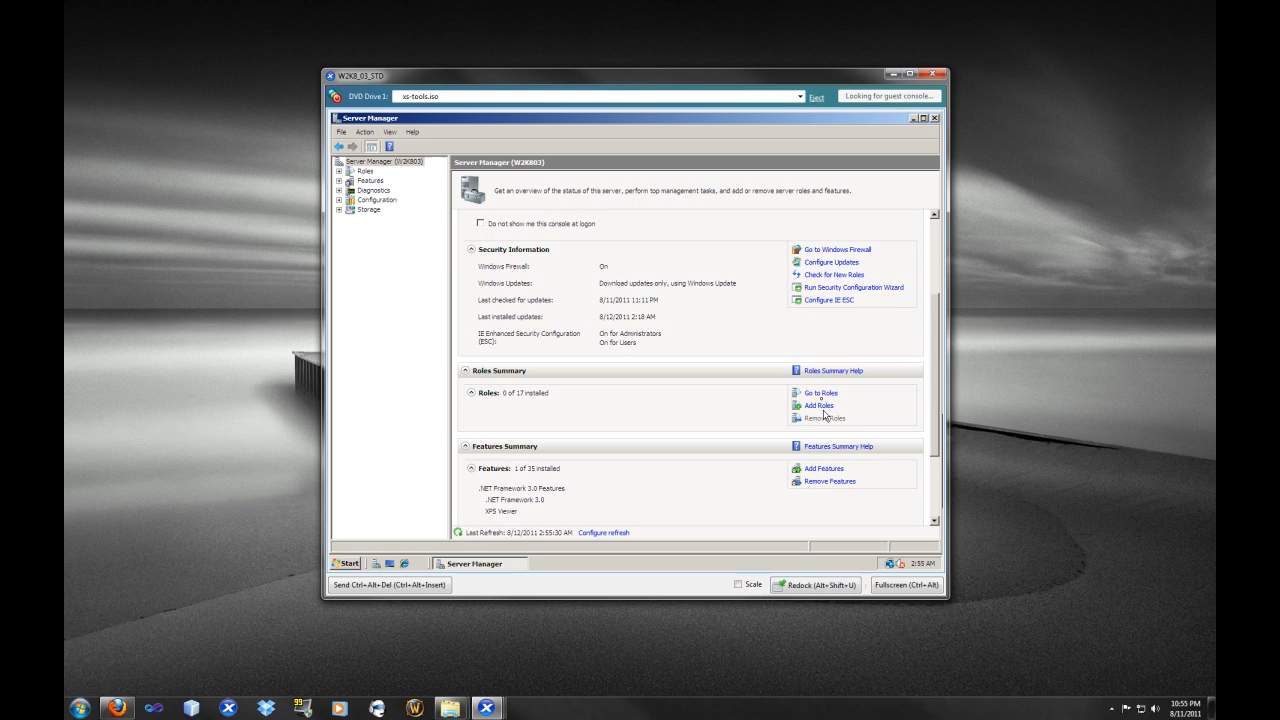 W2K8_03_STD
DVD Drive 1: xs-tools.iso Eject Looking for guest console...
Server Manager
File Action View Help
Server Manager (W2K803)
Roles
Features
Diagnostics
Configuration
Storage
Server Manager (W2K803)
Get an overview of the status of this server, perform top management tasks, and add or remove server roles and features.
Do not show me this console at logon
Security Information
Go to Windows Firewall
Windows Firewall: On
Configure Updates
Check for New Roles
Windows Updates: Download updates only, using Windows Update
Run Security Configuration Wizard
Last checked for updates: 8/11/2011 11:11 PM
Configure IE ESC
Last installed updates: 8/12/2011 2:18 AM
IE Enhanced Security Configuration (ESC): On for Administrators
On for Users
Roles Summary
Roles Summary Help
Roles: 0 of 17 installed
Go to Roles
Add Roles
Remove Roles
Features Summary
Features Summary Help
Features: 1 of 35 installed
Add Features
Remove Features
.NET Framework 3.0 Features
.NET Framework 3.0
XPS Viewer
Last Refresh: 8/12/2011 2:55:30 AM Configure refresh
Start Server Manager 2:55 AM
Send Ctrl+Alt+Del (Ctrl+Alt+Insert) Scale Redock (Alt+Shift+U) Fullscreen (Ctrl+Alt)
99
10:55 PM
8/11/2011